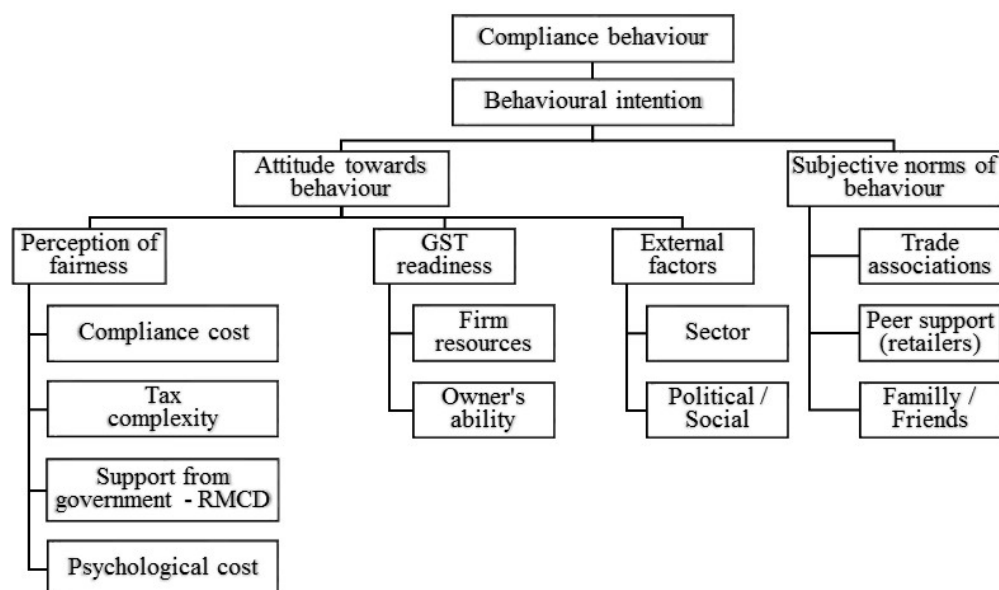 Compliance behaviour
Behavioural intention
Attitude towards
behaviour
Subjective norms of
behaviour
Perception of
fairness
GST
readiness
External
factors
Trade
associations
Compliance cost
Firm
resources
Sector
Peer support
(retailers)
Tax
complexity
Owner's
ability
Political /
Social
Familly /
Friends
Support from
government - RMCD
Psychological cost